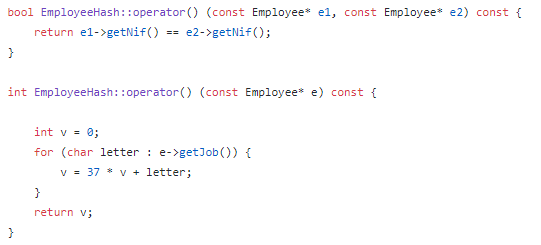 bool EmployeeHash::operator() (const Employee* e1, const Employee* e2) const {
    return e1->getNif() == e2->getNif();
}

int EmployeeHash::operator() (const Employee* e) const {

    int v = 0;
    for (char letter : e->getJob()) {
        v = 37 * v + letter;
    }
    return v;
}